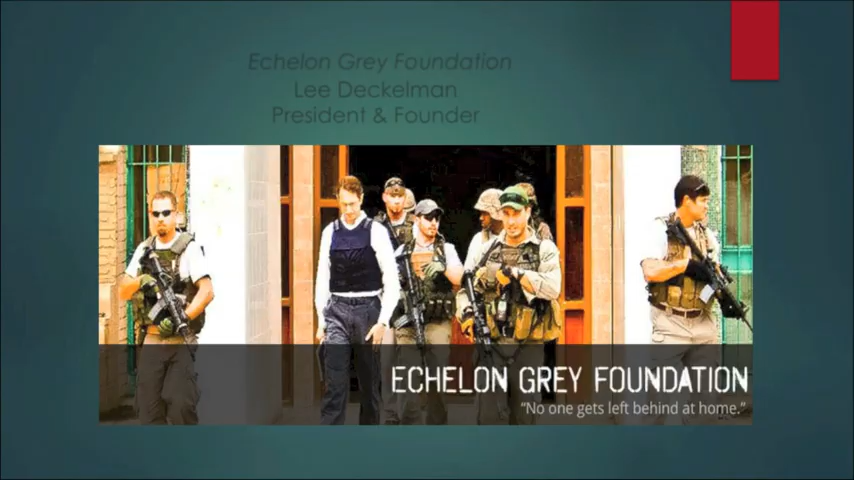 Echelon Grey Foundation
Lee Deckelman
President & Founder
ECHELON GREY FOUNDATION
“No one gets left behind at home.”